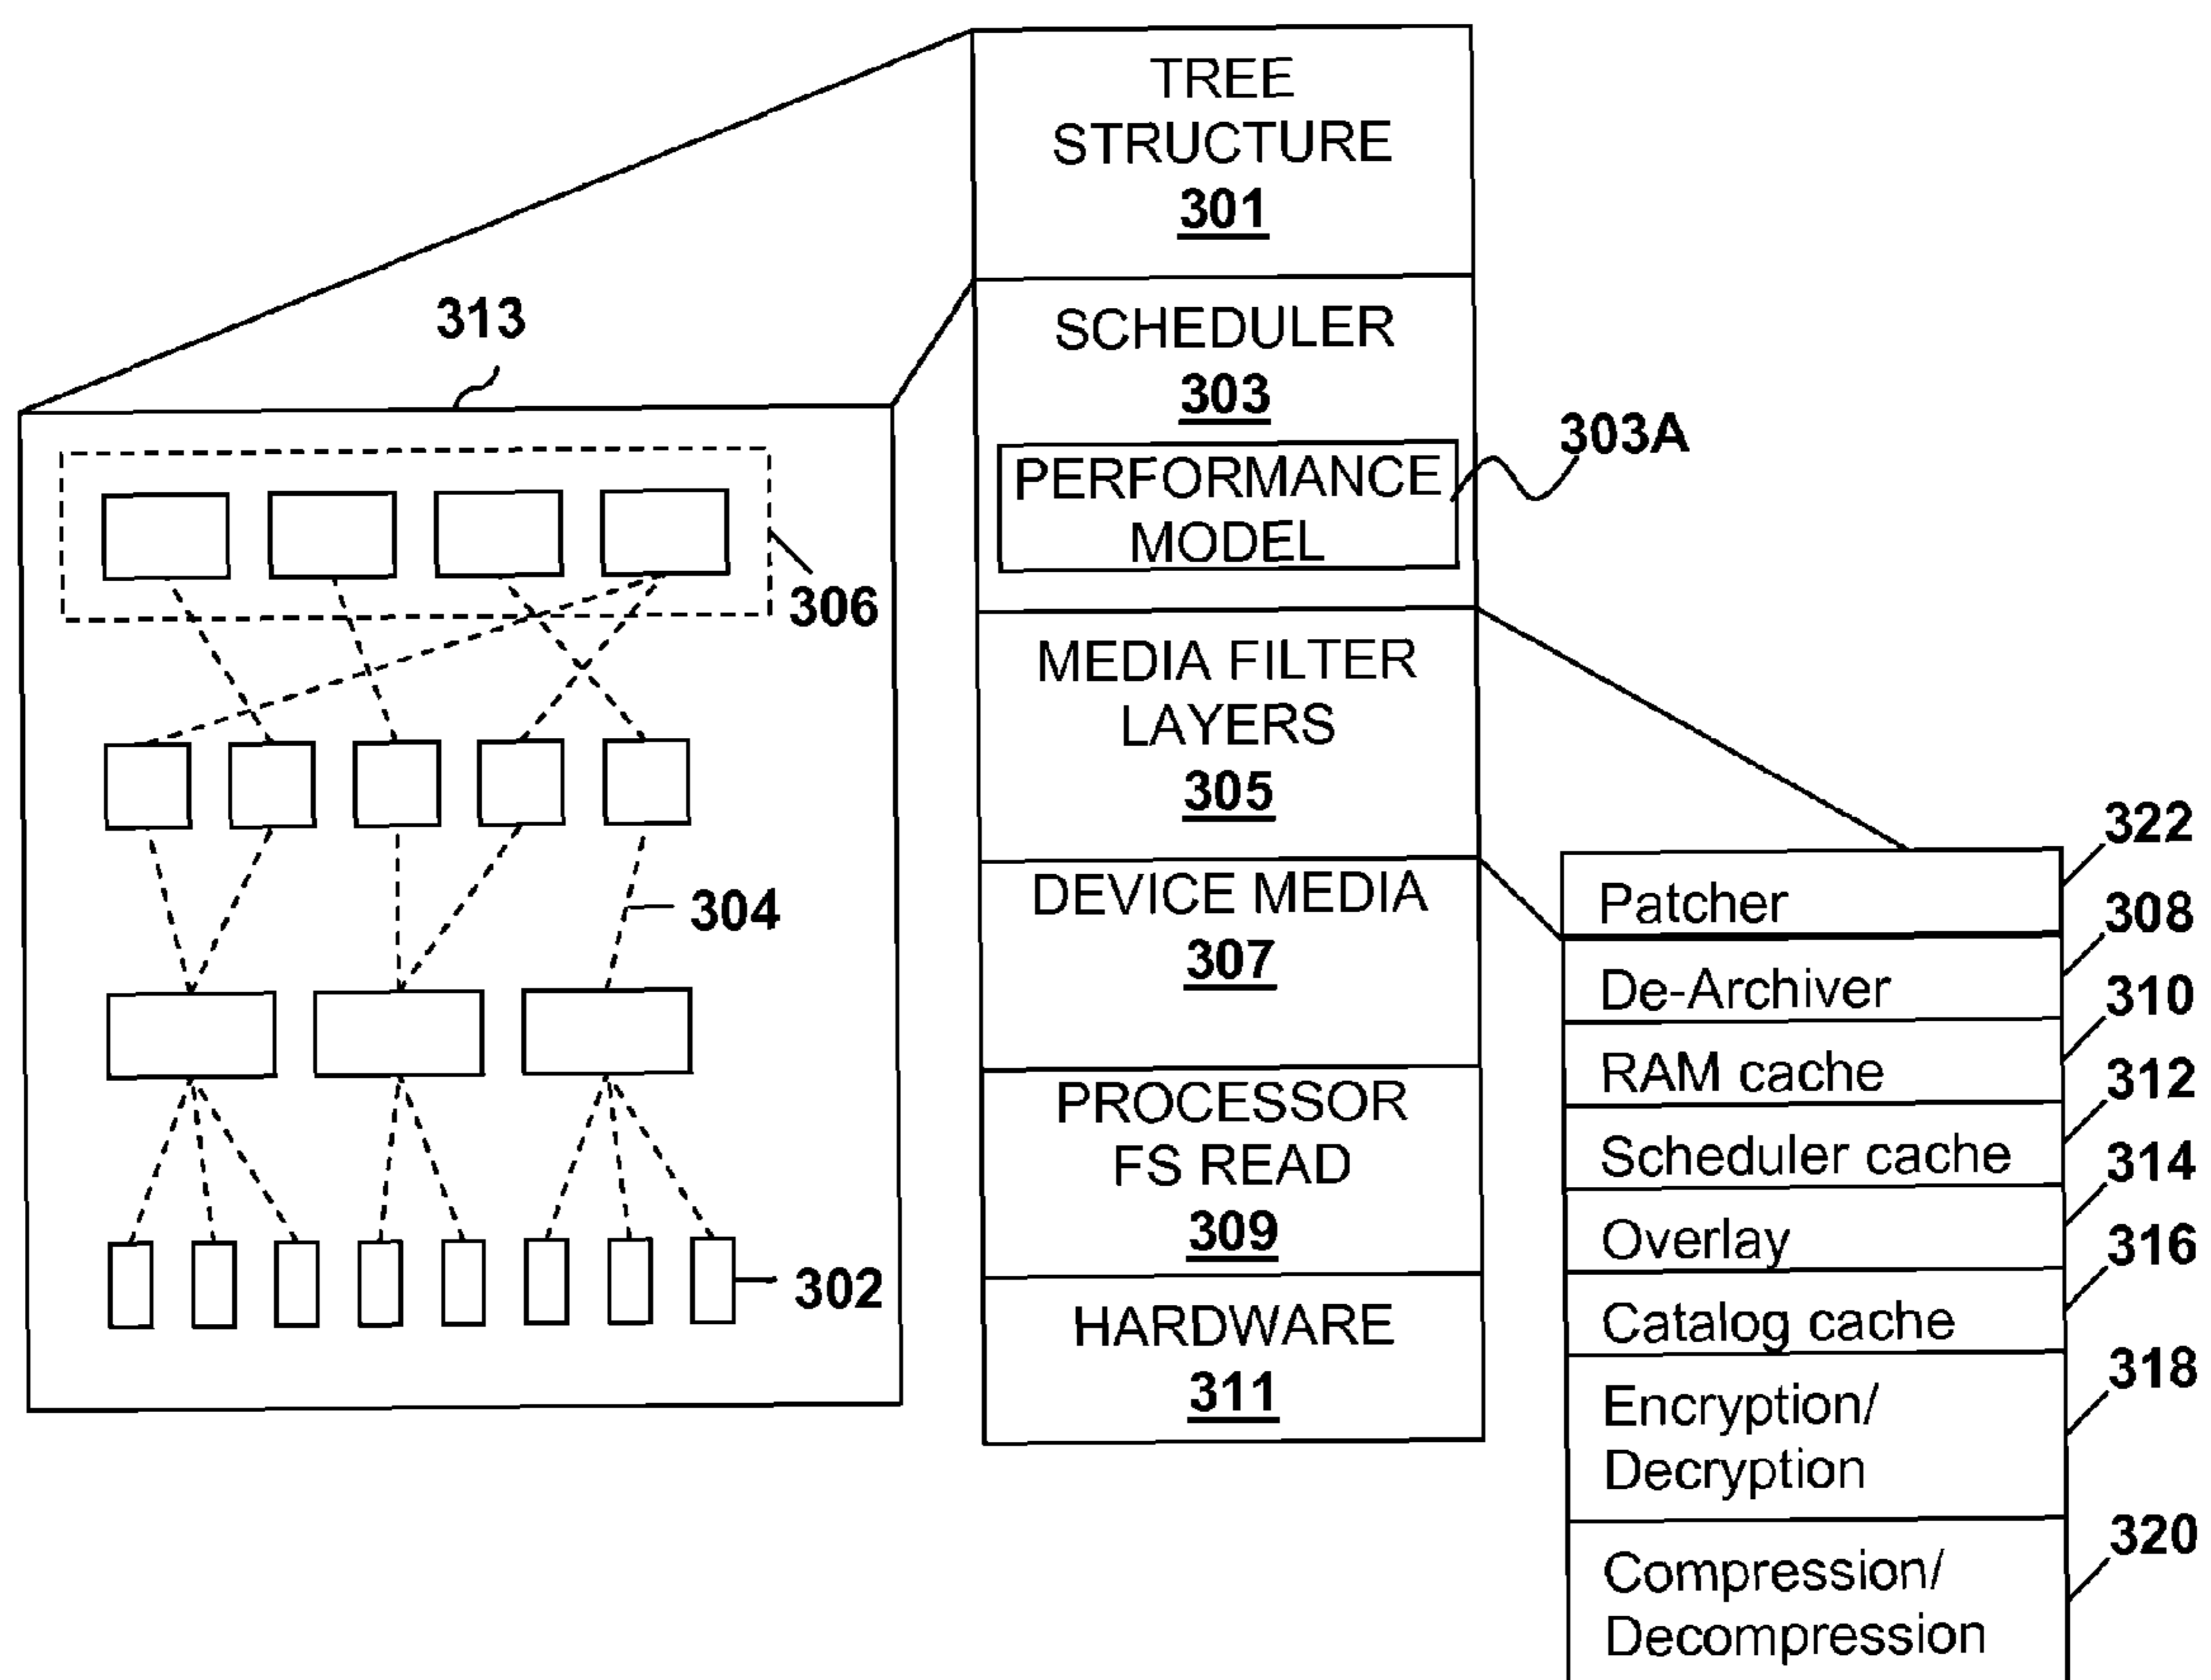 TREE
STRUCTURE
301
SCHEDULER
303
PERFORMANCE
MODEL
303A
MEDIA FILTER
LAYERS
305
DEVICE MEDIA
307
PROCESSOR
FS READ
309
HARDWARE
311
313
306
304
302
Patcher
322
De-Archiver
308
RAM cache
310
Scheduler cache
312
Overlay
314
Catalog cache
316
Encryption/
Decryption
318
Compression/
Decompression
320